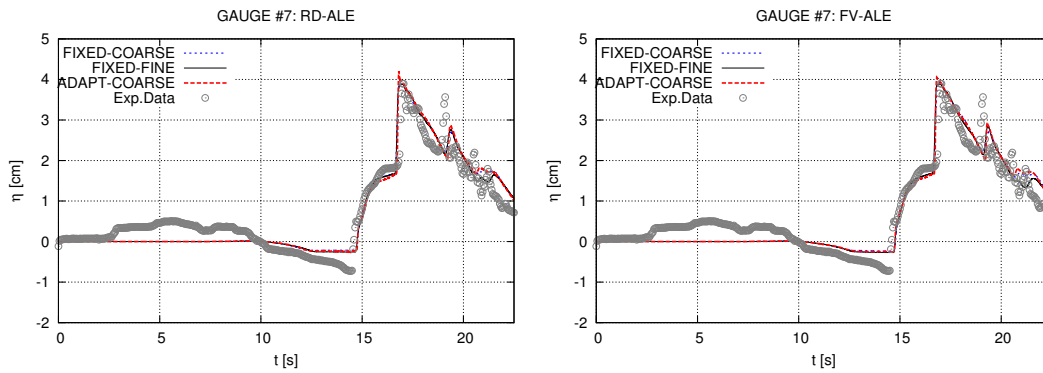 GAUGE #7: RD-ALE
η [cm]
5
4
3
2
1
0
-1
-2
FIXED-COARSE
FIXED-FINE
ADAPT-COARSE
Exp.Data
0 5 10 15 20
t [s]
GAUGE #7: FV-ALE
η [cm]
5
4
3
2
1
0
-1
-2
FIXED-COARSE
FIXED-FINE
ADAPT-COARSE
Exp.Data
0 5 10 15 20
t [s]